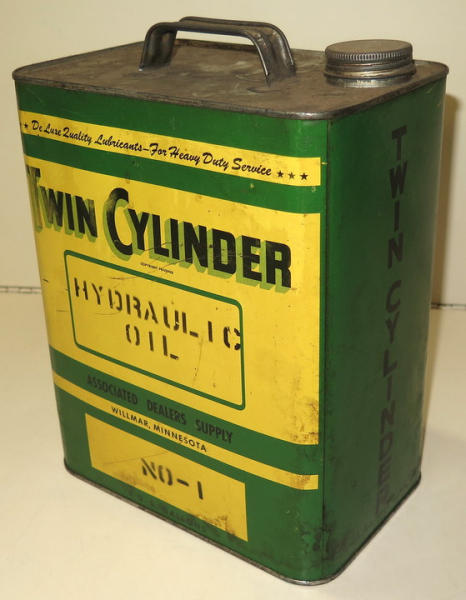 ★ De Luxe Quality Lubricants—For Heavy Duty Service ★ ★ ★
TWIN CYLINDER
HYDRAULIC
OIL
ASSOCIATED DEALERS SUPPLY
WILLMAR, MINNESOTA
NO-1
TWIN CYLINDER